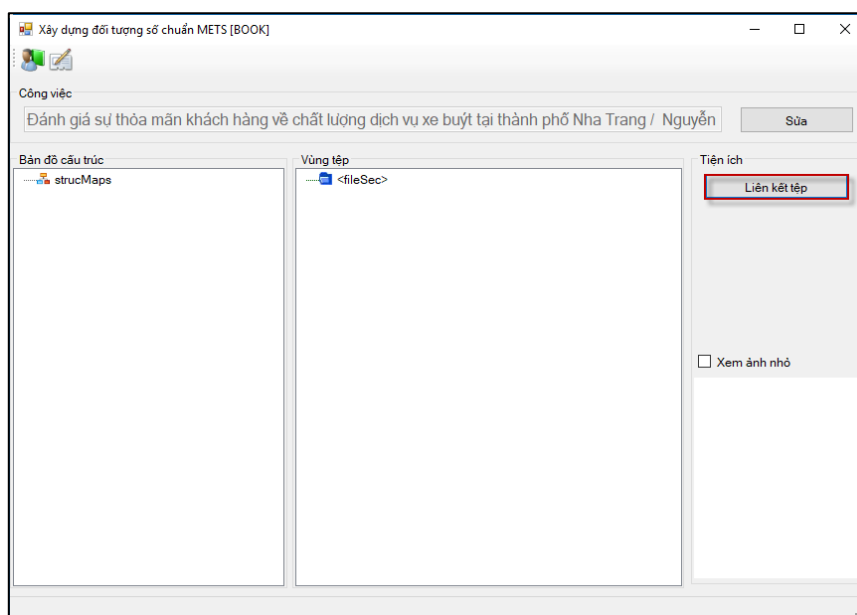 Xây dựng đối tượng số chuẩn METS [BOOK]
Công việc
Đánh giá sự thỏa mãn khách hàng về chất lượng dịch vụ xe buýt tại thành phố Nha Trang / Nguyễn
Sửa
Bản đồ cấu trúc
Vùng tệp
Tiện ích
strucMaps
<fileSec>
Liên kết tệp
Xem ảnh nhỏ